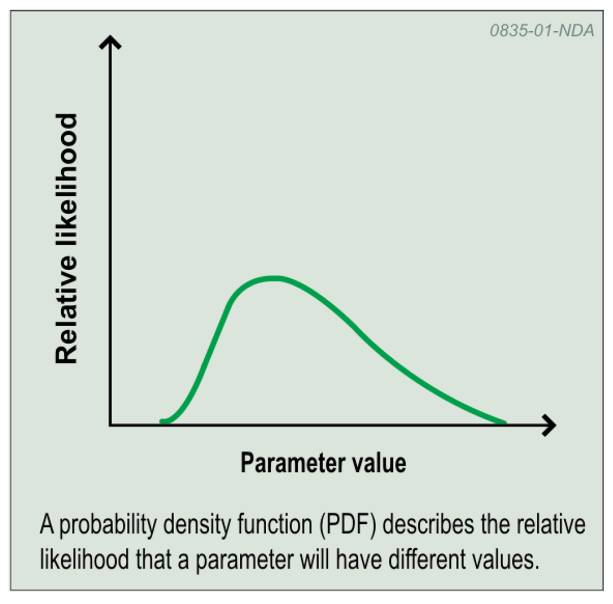 0835-01-NDA
Relative likelihood
Parameter value
A probability density function (PDF) describes the relative
likelihood that a parameter will have different values.